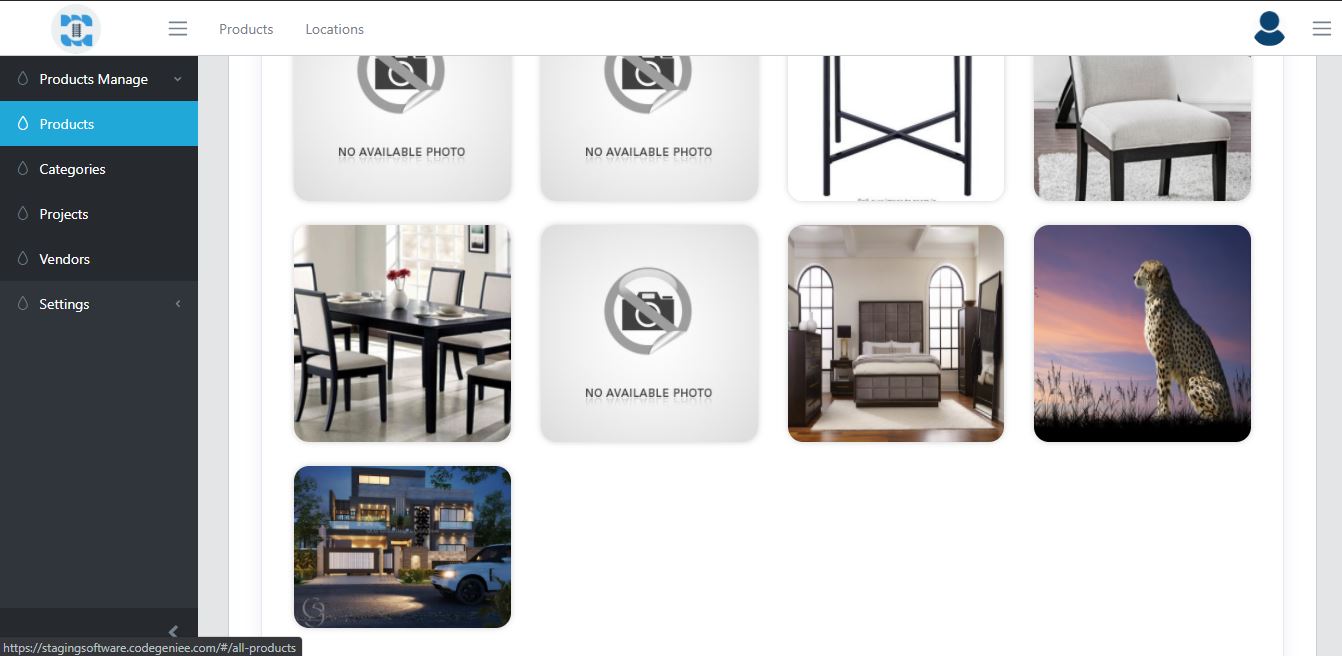 Products
Locations
Products Manage
Products
Categories
Projects
Vendors
Settings
NO AVAILABLE PHOTO
NO AVAILABLE PHOTO
NO AVAILABLE PHOTO
https://stagingsoftware.codegeniee.com/#/all-products